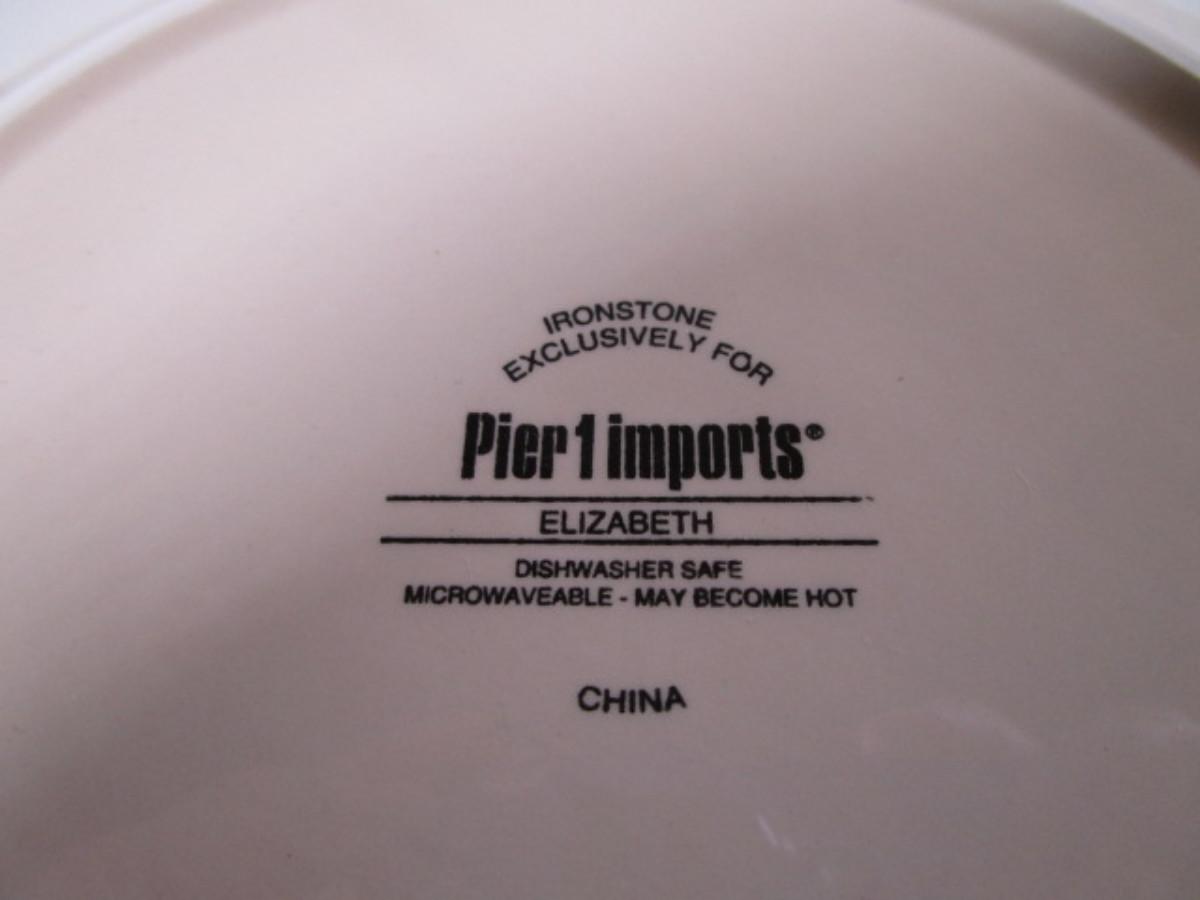 IRONSTONE
EXCLUSIVELY FOR
Pier 1 imports®
ELIZABETH
DISHWASHER SAFE
MICROWAVEABLE - MAY BECOME HOT
CHINA